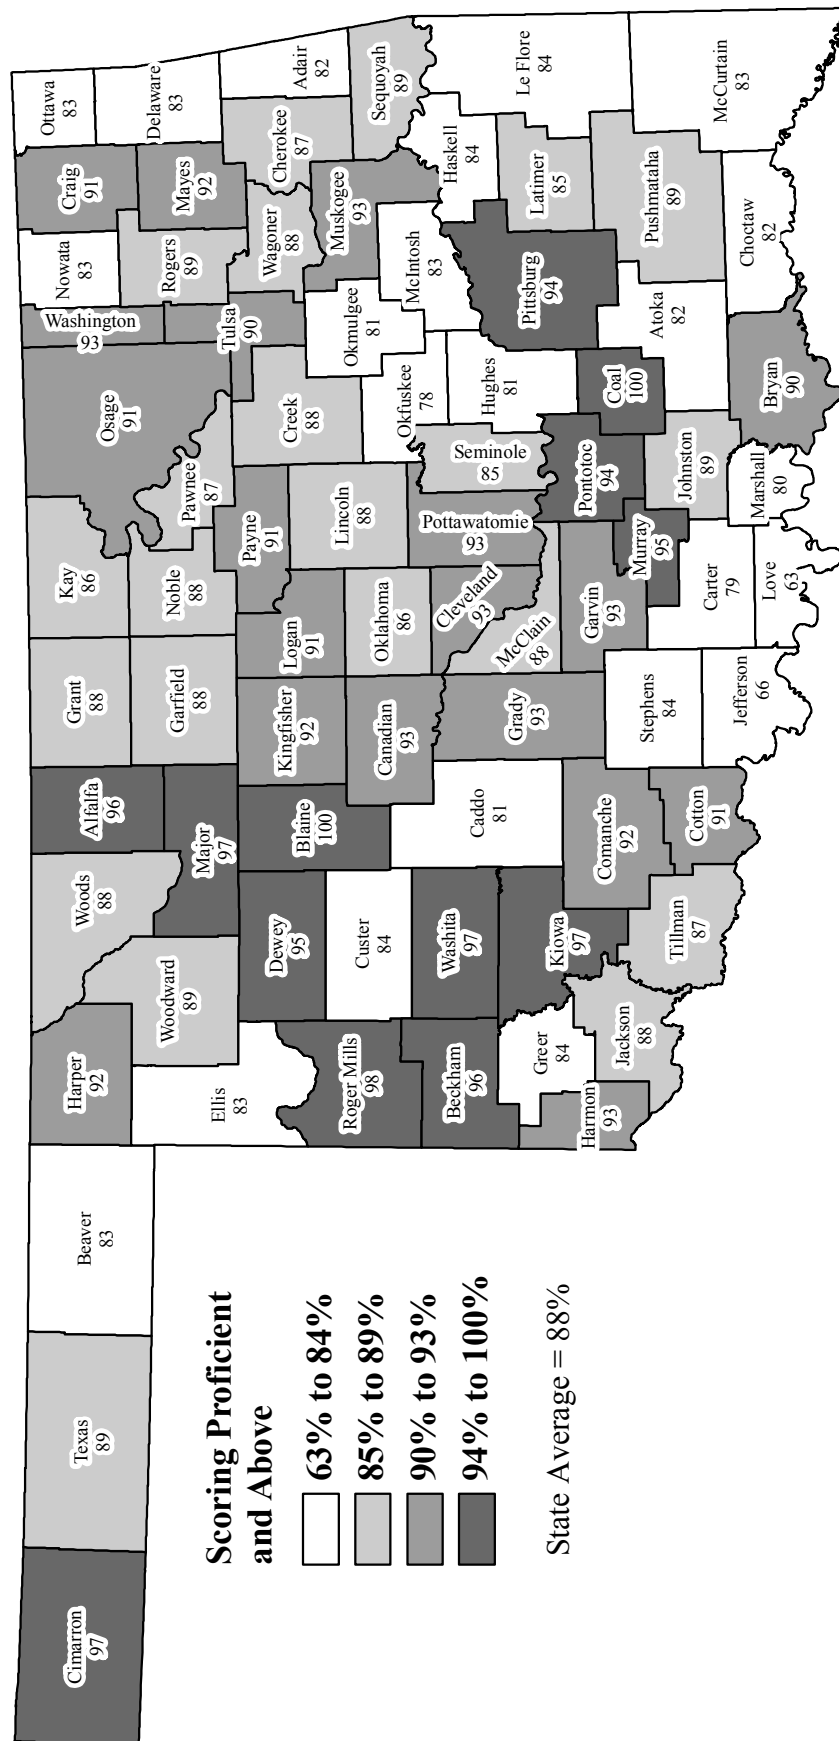 Cimarron
97
Texas
89
Beaver
83
Harper
92
Woods
88
Alfalfa
96
Grant
88
Kay
86
Osage
91
Washington
93
Nowata
83
Craig
91
Ottawa
83
Ellis
83
Woodward
89
Major
97
Garfield
88
Noble
88
Pawnee
87
Tulsa
90
Rogers
89
Mayes
92
Delaware
83
Roger Mills
98
Dewey
95
Blaine
100
Kingfisher
92
Logan
91
Payne
91
Lincoln
88
Creek
88
Okmulgee
81
Wagoner
88
Cherokee
87
Adair
82
Custer
84
Canadian
93
Oklahoma
86
Okfuskee
78
Muskogee
93
McIntosh
83
Sequoyah
89
Beckham
96
Washita
97
Caddo
81
Grady
93
Cleveland
93
McClain
88
Pottawatomie
93
Seminole
85
Hughes
81
Pittsburg
94
Haskell
84
Le Flore
84
Latimer
85
Greer
84
Kiowa
97
Harmon
93
Jackson
88
Comanche
92
Tillman
87
Cotton
91
Stephens
84
Jefferson
66
Garvin
93
Murray
95
Carter
79
Love
63
Pontotoc
94
Johnston
89
Marshall
80
Coal
100
Atoka
82
Bryan
90
Pushmataha
89
Choctaw
82
McCurtain
83
Scoring Proficient
and Above
63% to 84%
85% to 89%
90% to 93%
94% to 100%
State Average = 88%